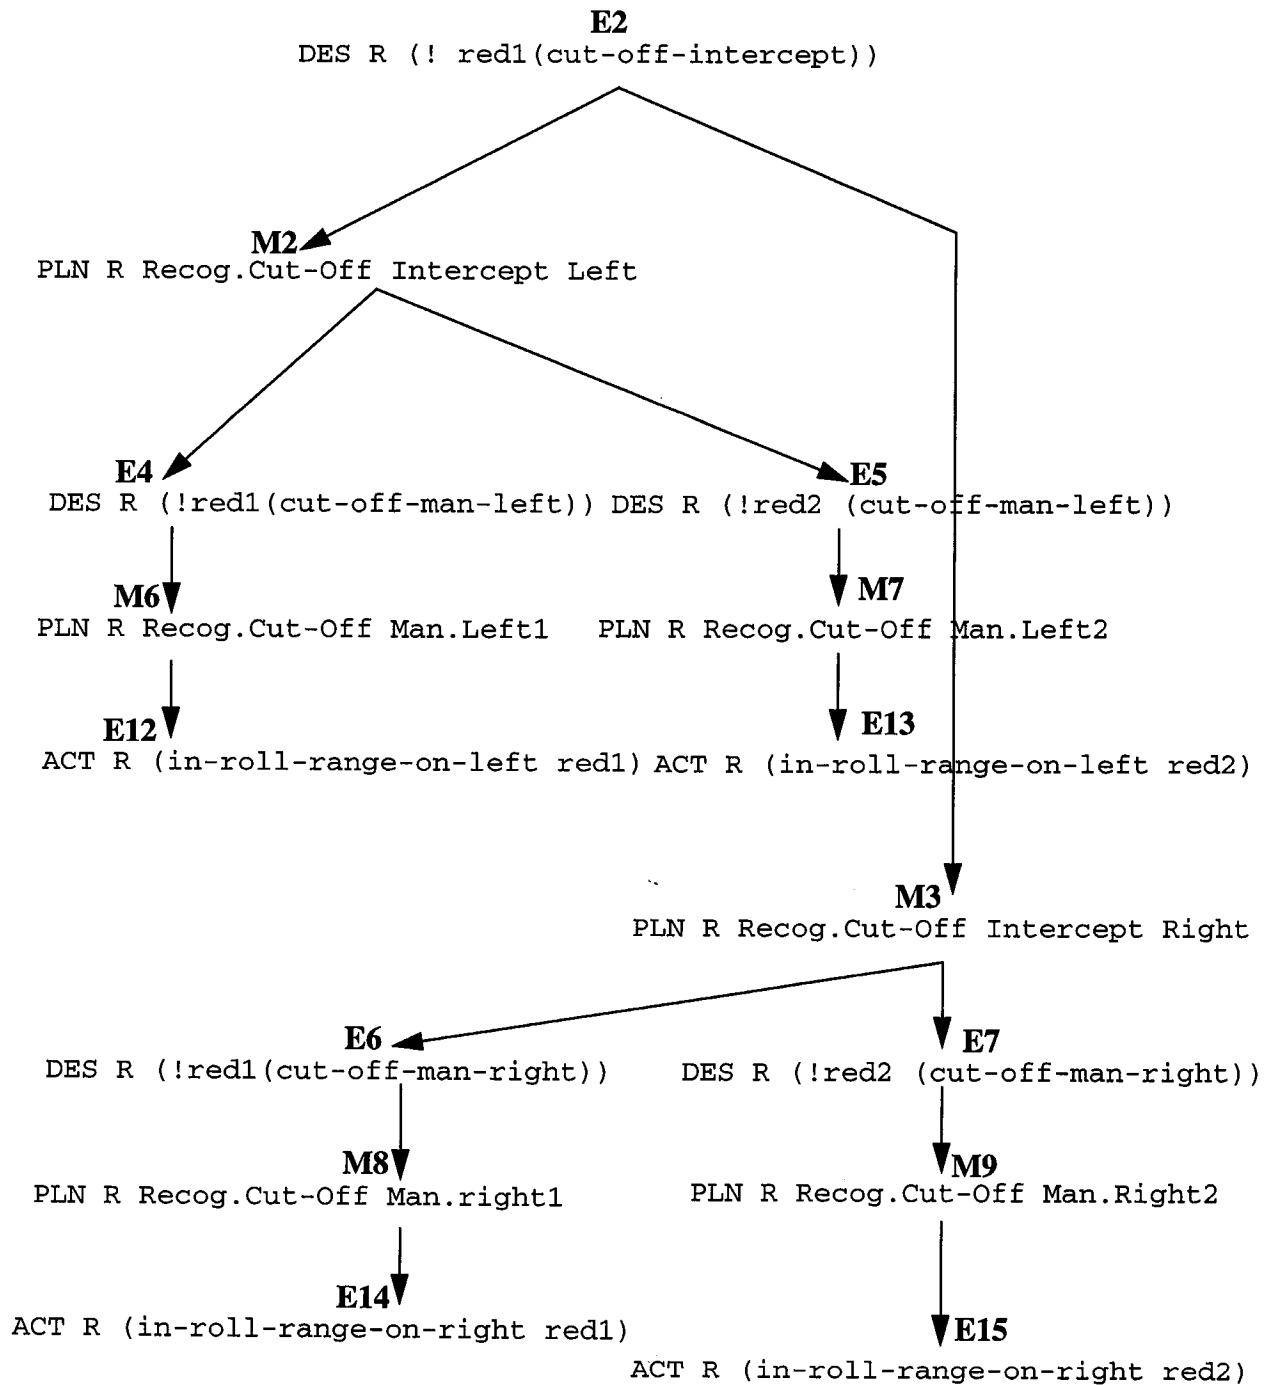 E2
DES R (! red1(cut-off-intercept))
M2
PLN R Recog.Cut-Off Intercept Left
E4 E5
DES R (!red1(cut-off-man-left)) DES R (!red2 (cut-off-man-left))
M6 M7
PLN R Recog.Cut-Off Man.Left1 PLN R Recog.Cut-Off Man.Left2
E12 E13
ACT R (in-roll-range-on-left red1) ACT R (in-roll-range-on-left red2)
M3
PLN R Recog.Cut-Off Intercept Right
E6 E7
DES R (!red1(cut-off-man-right)) DES R (!red2 (cut-off-man-right))
M8 M9
PLN R Recog.Cut-Off Man.right1 PLN R Recog.Cut-Off Man.Right2
E14
ACT R (in-roll-range-on-right red1)
E15
ACT R (in-roll-range-on-right red2)